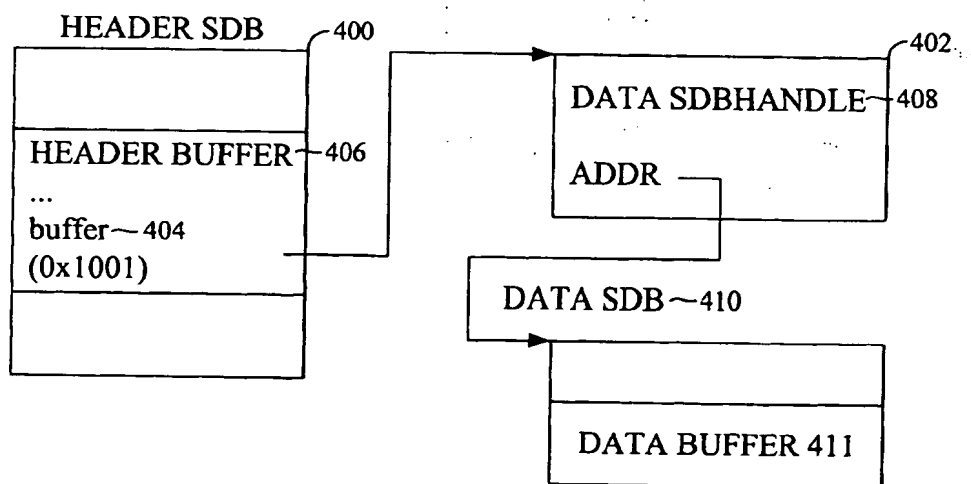 HEADER SDB
400
HEADER BUFFER 406
...
buffer 404
(0x1001)
402
DATA SDBHANDLE 408
ADDR
DATA SDB 410
DATA BUFFER 411